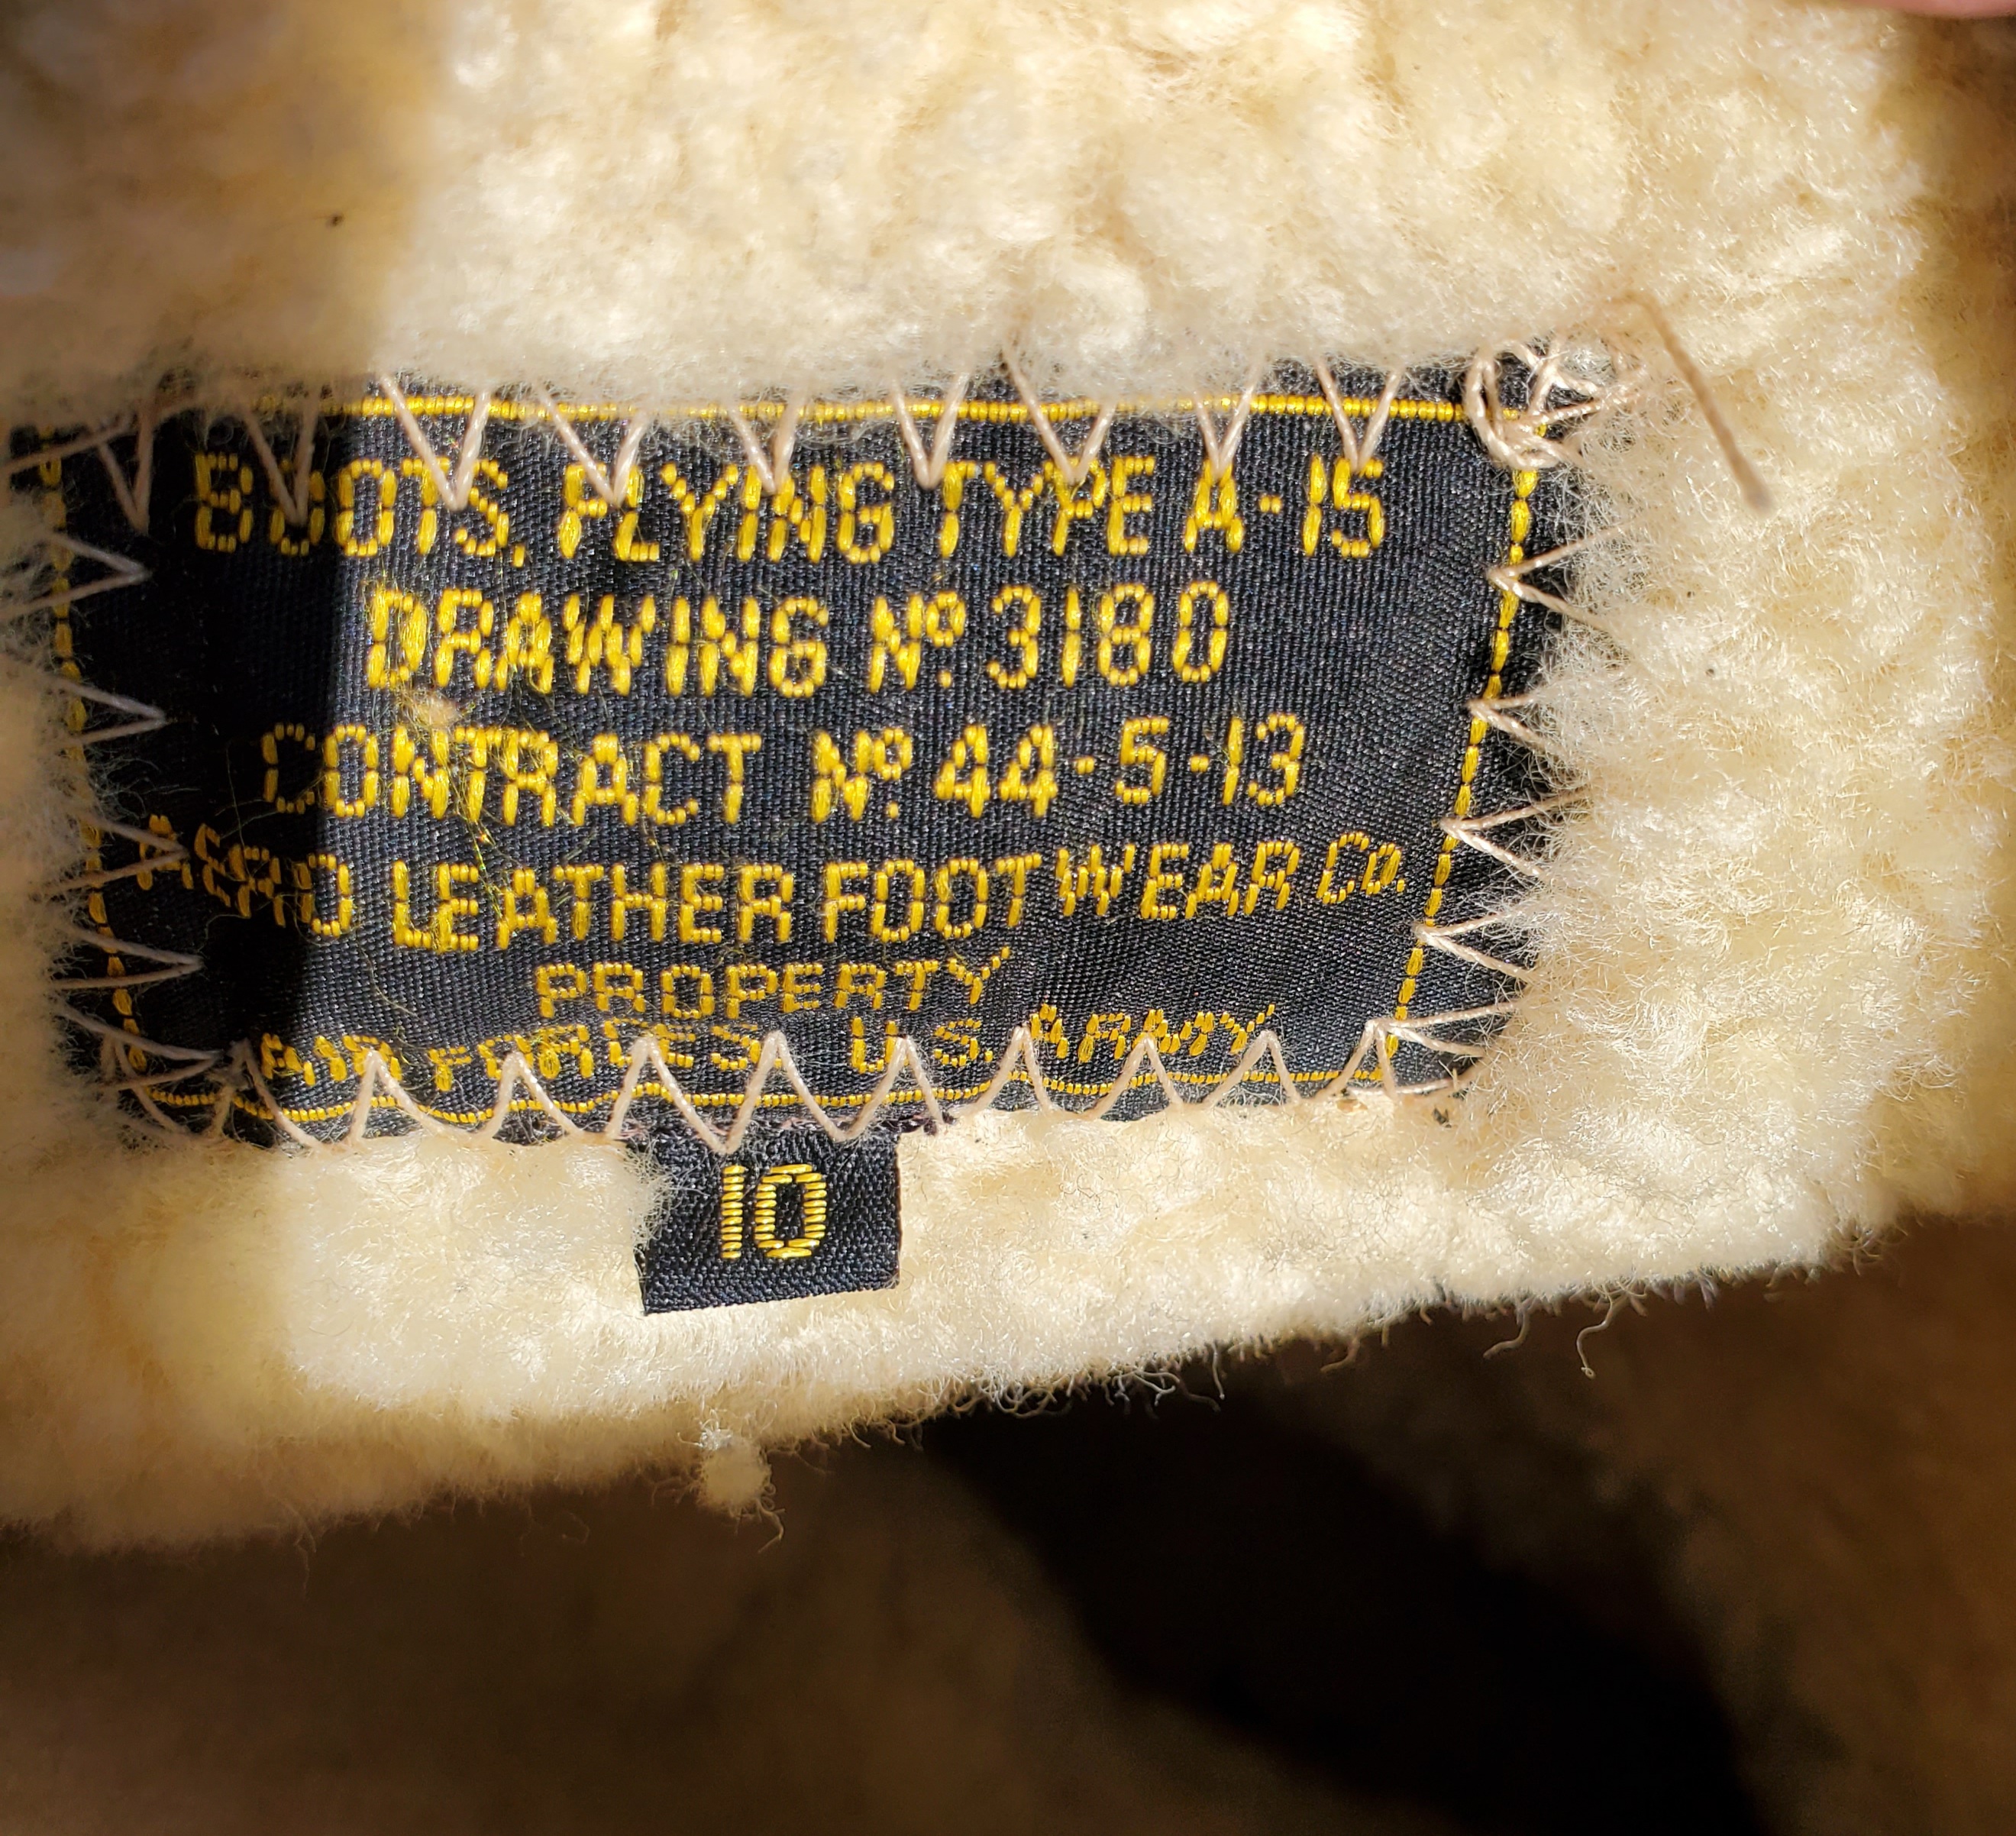 BOOTS, FLYING TYPE A-15
DRAWING Nº. 3180
CONTRACT Nº. 44-5-13
AERO LEATHER FOOTWEAR Co.
PROPERTY
AIR FORCES U.S. ARMY
10